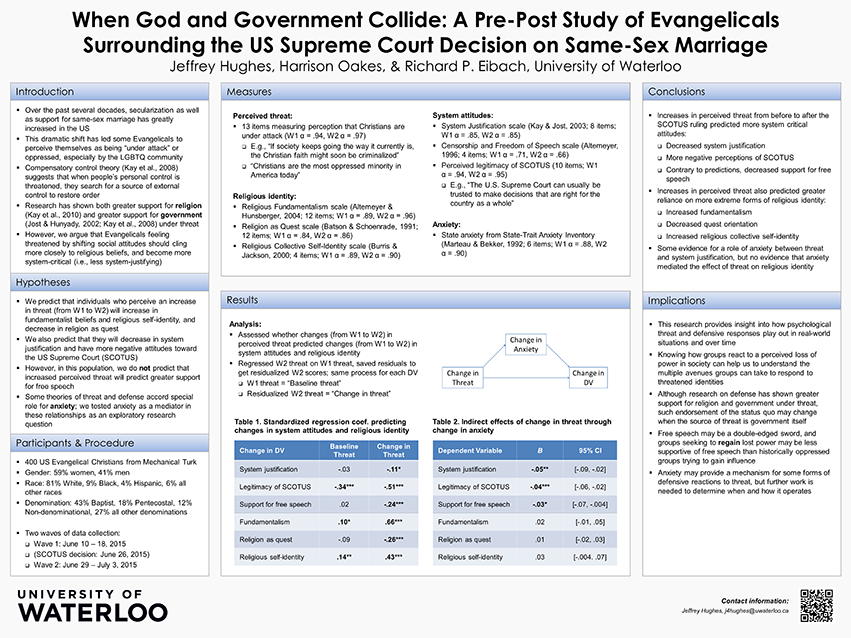 When God and Government Collide: A Pre-Post Study of Evangelicals
Surrounding the US Supreme Court Decision on Same-Sex Marriage
Jeffrey Hughes, Harrison Oakes, & Richard P. Eibach, University of Waterloo
Introduction
▪ Over the past several decades, secularization as well
as support for same-sex marriage has greatly
increased in the US
▪ This dramatic shift has led some Evangelicals to
perceive themselves as being "under attack" or
oppressed, especially by the LGBTQ community
▪ Compensatory control theory (Kay et al., 2008)
suggests that when people's personal control is
threatened, they search for a source of external
control to restore order
▪ Research has shown both greater support for religion
(Kay et al., 2010) and greater support for government
(Jost & Hunyady, 2002; Kay et al., 2008) under threat
▪ However, we argue that Evangelicals feeling
threatened by shifting social attitudes should cling
more closely to religious beliefs, and become more
system-critical (i.e., less system-justifying)
Hypotheses
▪ We predict that individuals who perceive an increase
in threat (from W1 to W2) will increase in
fundamentalist beliefs and religious self-identity, and
decrease in religion as quest
▪ We also predict that they will decrease in system
justification and have more negative attitudes toward
the US Supreme Court (SCOTUS)
▪ However, in this population, we do not predict that
increased perceived threat will predict greater support
for free speech
▪ Some theories of threat and defense accord special
role for anxiety; we tested anxiety as a mediator in
these relationships as an exploratory research
question
Participants & Procedure
▪ 400 US Evangelical Christians from Mechanical Turk
▪ Gender: 59% women, 41% men
▪ Race: 81% White, 9% Black, 4% Hispanic, 6% all
other races
▪ Denomination: 43% Baptist, 18% Pentecostal, 12%
Non-denominational, 27% all other denominations
▪ Two waves of data collection:
❑ Wave 1: June 10 – 18, 2015
❑ (SCOTUS decision: June 26, 2015)
❑ Wave 2: June 29 – July 3, 2015
Measures
Perceived threat:
▪ 13 items measuring perception that Christians are
under attack (W1 α = .94, W2 α = .97)
❑ E.g., "If society keeps going the way it currently is,
the Christian faith might soon be criminalized"
❑ "Christians are the most oppressed minority in
America today"
Religious identity:
▪ Religious Fundamentalism scale (Altemeyer &
Hunsberger, 2004; 12 items; W1 α = .89, W2 α = .96)
▪ Religion as Quest scale (Batson & Schoenrade, 1991;
12 items; W1 α = .84, W2 α = .86)
▪ Religious Collective Self-Identity scale (Burris &
Jackson, 2000; 4 items; W1 α = .89, W2 α = .90)
System attitudes:
▪ System Justification scale (Kay & Jost, 2003; 8 items;
W1 α = .85, W2 α = .85)
▪ Censorship and Freedom of Speech scale (Altemeyer,
1996; 4 items; W1 α = .71, W2 α = .66)
▪ Perceived legitimacy of SCOTUS (10 items; W1
α = .94, W2 α = .95)
❑ E.g., "The U.S. Supreme Court can usually be
trusted to make decisions that are right for the
country as a whole"
Anxiety:
▪ State anxiety from State-Trait Anxiety Inventory
(Marteau & Bekker, 1992; 6 items; W1 α = .88, W2
α = .90)
Results
Analysis:
▪ Assessed whether changes (from W1 to W2) in
perceived threat predicted changes (from W1 to W2) in
system attitudes and religious identity
▪ Regressed W2 threat on W1 threat, saved residuals to
get residualized W2 scores; same process for each DV
❑ W1 threat = "Baseline threat"
❑ Residualized W2 threat = "Change in threat"
Change in
Anxiety
Change in
Threat
Change in
DV
Table 1. Standardized regression coef. predicting
changes in system attitudes and religious identity
Change in DV Baseline Threat Change in Threat
System justification -.03 -.11*
Legitimacy of SCOTUS -.34*** -.51***
Support for free speech .02 -.24***
Fundamentalism .10* .66***
Religion as quest -.09 -.26***
Religious self-identity .14** .43***
Table 2. Indirect effects of change in threat through
change in anxiety
Dependent Variable B 95% CI
System justification -.05** [-.09, -.02]
Legitimacy of SCOTUS -.04*** [-.06, -.02]
Support for free speech -.03* [-.07, -.004]
Fundamentalism .02 [-.01, .05]
Religion as quest .01 [-.02, .03]
Religious self-identity .03 [-.004, .07]
Conclusions
▪ Increases in perceived threat from before to after the
SCOTUS ruling predicted more system critical
attitudes:
❑ Decreased system justification
❑ More negative perceptions of SCOTUS
❑ Contrary to predictions, decreased support for free
speech
▪ Increases in perceived threat also predicted greater
reliance on more extreme forms of religious identity:
❑ Increased fundamentalism
❑ Decreased quest orientation
❑ Increased religious collective self-identity
▪ Some evidence for a role of anxiety between threat
and system justification, but no evidence that anxiety
mediated the effect of threat on religious identity
Implications
▪ This research provides insight into how psychological
threat and defensive responses play out in real-world
situations and over time
▪ Knowing how groups react to a perceived loss of
power in society can help us to understand the
multiple avenues groups can take to respond to
threatened identities
▪ Although research on defense has shown greater
support for religion and government under threat,
such endorsement of the status quo may change
when the source of threat is government itself
▪ Free speech may be a double-edged sword, and
groups seeking to regain lost power may be less
supportive of free speech than historically oppressed
groups trying to gain influence
▪ Anxiety may provide a mechanism for some forms of
defensive reactions to threat, but further work is
needed to determine when and how it operates
UNIVERSITY OF
WATERLOO
Contact information:
Jeffrey Hughes, j4hughes@uwaterloo.ca